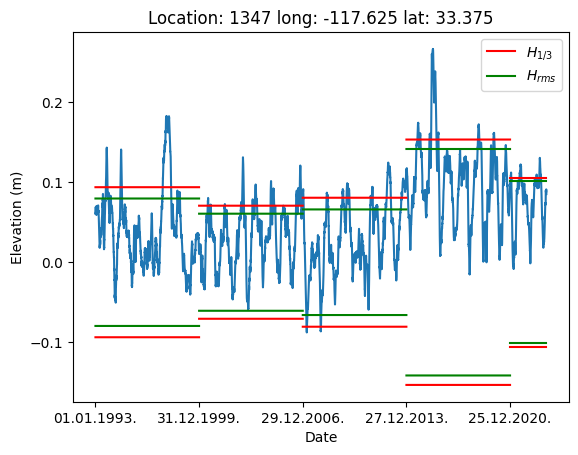 Location: 1347 long: -117.625 lat: 33.375
H1/3
Hrms
Elevation (m)
0.2
0.1
0.0
−0.1
01.01.1993. 31.12.1999. 29.12.2006. 27.12.2013. 25.12.2020.
Date